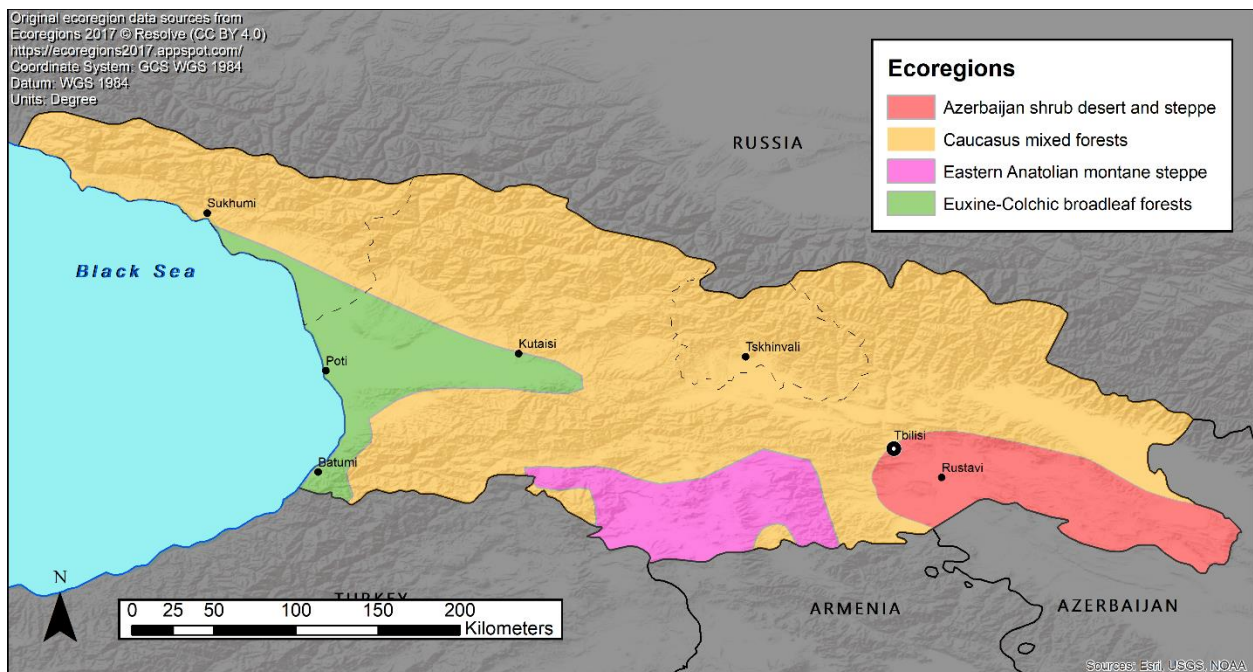 Original ecoregion data sources from
Ecoregions 2017 © Resolve (CC BY 4.0)
https://ecoregions2017.appspot.com/
Coordinate System: GCS WGS 1984
Datum: WGS 1984
Units: Degree
Ecoregions
Azerbaijan shrub desert and steppe
Caucasus mixed forests
Eastern Anatolian montane steppe
Euxine-Colchic broadleaf forests
RUSSIA
Sukhumi
Black Sea
Kutaisi
Tskhinvali
Poti
Tbilisi
Batumi
Rustavi
N
0 25 50 100 150 200
Kilometers
TURKEY
ARMENIA
AZERBAIJAN
Sources: Esri, USGS, NOAA